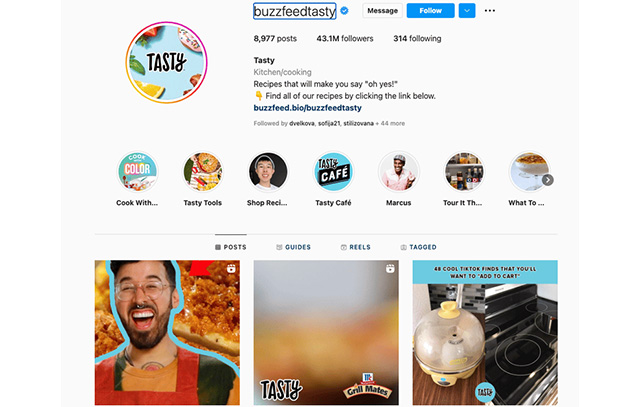 buzzfeedtasty
Message
Follow
8,977 posts 43.1M followers 314 following
TASTY
Tasty
Kitchen/cooking
Recipes that will make you say "oh yes!"
👇 Find all of our recipes by clicking the link below.
buzzfeed.bio/buzzfeedtasty
Followed by dvelkova, sofija21, stilizovana + 44 more
COOK
COLOR
TASTY
CAFÉ
Cook With...
Tasty Tools
Shop Reci...
Tasty Café
Marcus
Tour It Th...
What To ...
POSTS
GUIDES
REELS
TAGGED
TASTY
McCormick
Grill Mates
48 COOL TIKTOK FINDS THAT YOU'LL
WANT TO "ADD TO CART"
TASTY